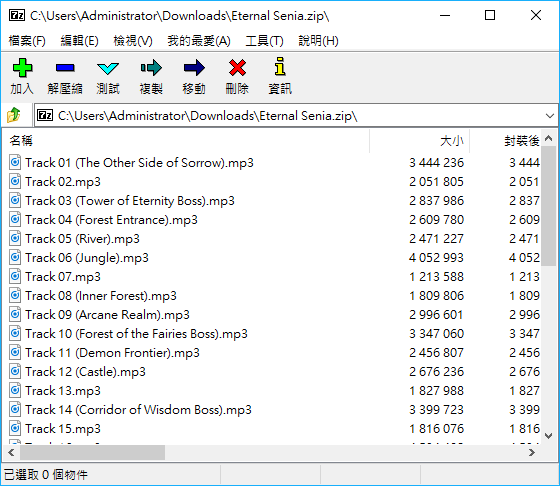 C:\Users\Administrator\Downloads\Eternal Senia.zip\
檔案(F) 編輯(E) 檢視(V) 我的最愛(A) 工具(T) 說明(H)
加入 解壓縮 測試 複製 移動 刪除 資訊
C:\Users\Administrator\Downloads\Eternal Senia.zip\
名稱 大小 封裝後
Track 01 (The Other Side of Sorrow).mp3 3 444 236 3 444
Track 02.mp3 2 051 805 2 051
Track 03 (Tower of Eternity Boss).mp3 2 837 986 2 837
Track 04 (Forest Entrance).mp3 2 609 780 2 609
Track 05 (River).mp3 2 471 227 2 471
Track 06 (Jungle).mp3 4 052 993 4 052
Track 07.mp3 1 213 588 1 213
Track 08 (Inner Forest).mp3 1 809 806 1 809
Track 09 (Arcane Realm).mp3 2 996 601 2 996
Track 10 (Forest of the Fairies Boss).mp3 3 347 060 3 347
Track 11 (Demon Frontier).mp3 2 456 807 2 456
Track 12 (Castle).mp3 2 676 236 2 676
Track 13.mp3 1 827 988 1 827
Track 14 (Corridor of Wisdom Boss).mp3 3 399 723 3 399
Track 15.mp3 1 816 076 1 816
已選取 0 個物件